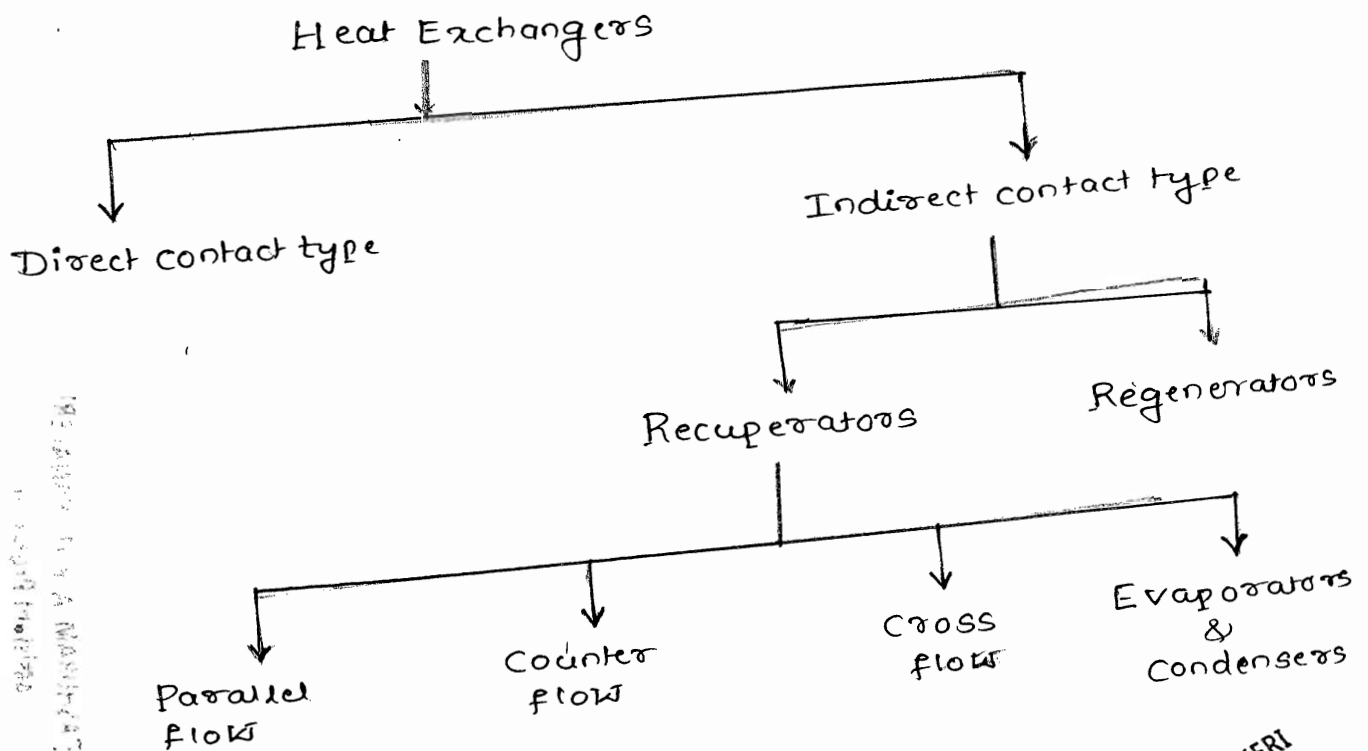 Heat Exchangers
Direct contact type
Indirect contact type
Recuperators
Regenerators
Parallel
flow
Counter
flow
Cross
flow
Evaporators
&
Condensers